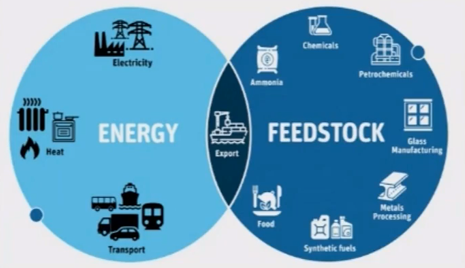 ENERGY
Electricity
Heat
Transport
Export
FEEDSTOCK
Chemicals
Ammonia
Petrochemicals
Glass
Manufacturing
Metals
Processing
Food
Synthetic fuels